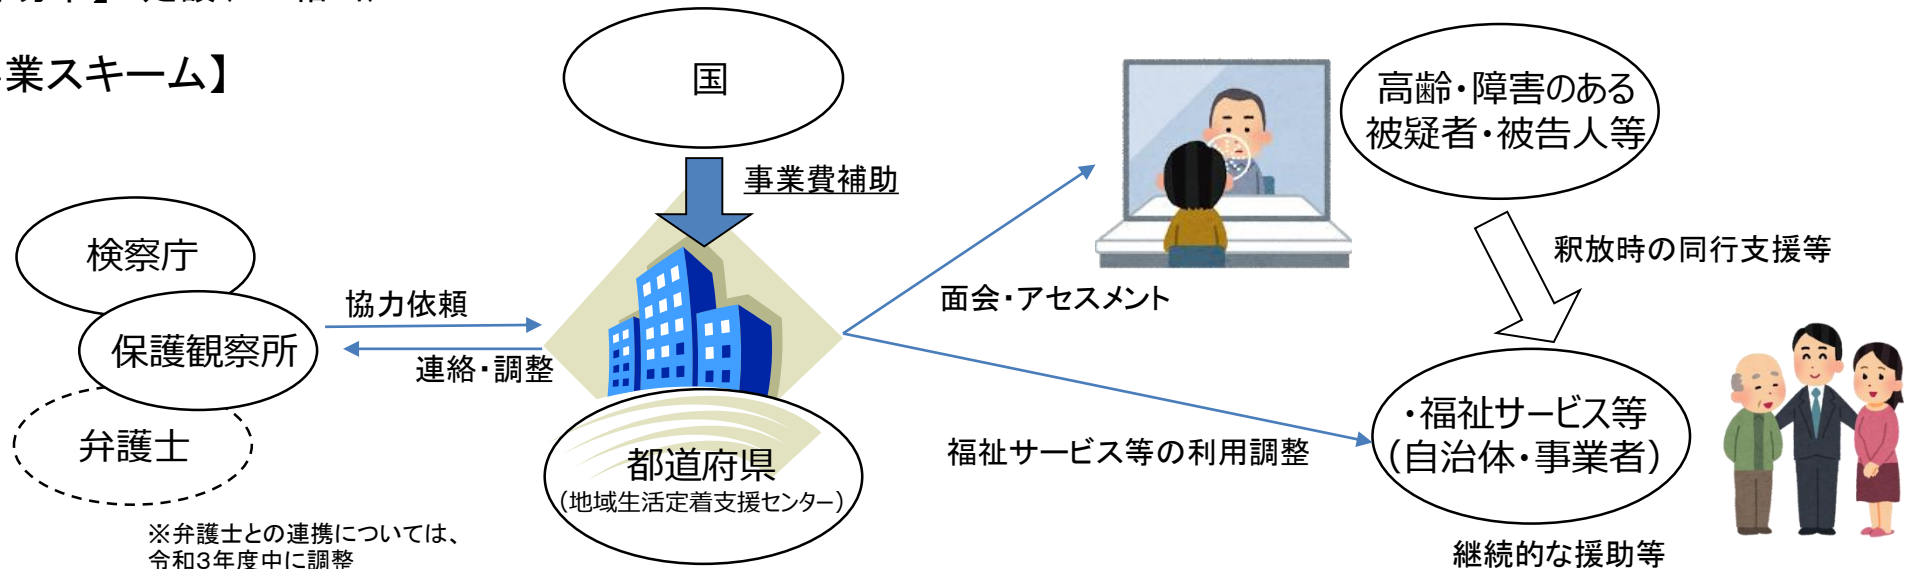 業スキーム】
国
高齢・障害のある
被疑者・被告人等
事業費補助
検察庁
釈放時の同行支援等
協力依頼
面会・アセスメント
保護観察所
連絡・調整
・福祉サービス等
(自治体・事業者)
弁護士
福祉サービス等の利用調整
都道府県
(地域生活定着支援センター)
※弁護士との連携については、
令和3年度中に調整
継続的な援助等